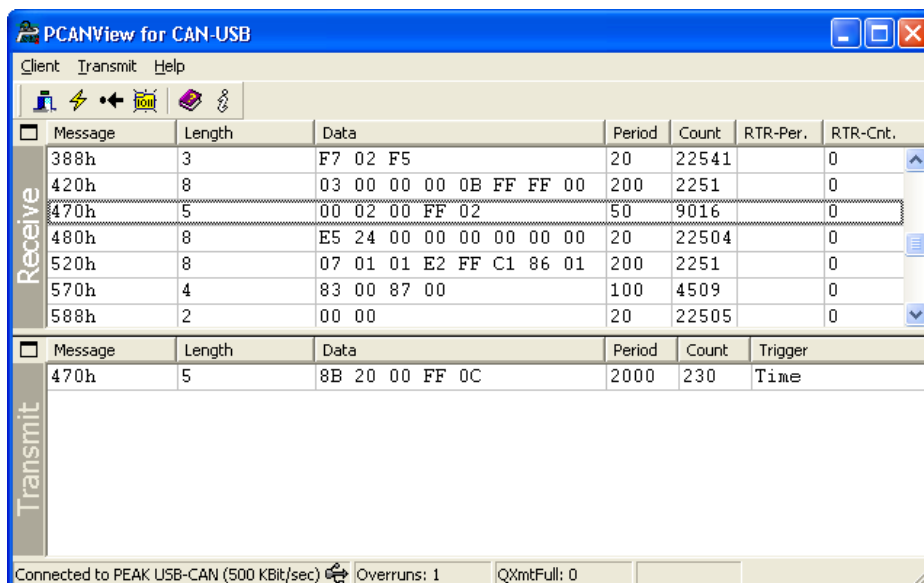 PCANView for CAN-USB
Client Transmit Help
Message Length Data Period Count RTR-Per. RTR-Cnt.
Receive
388h 3 F7 02 F5 20 22541 0
420h 8 03 00 00 00 0B FF FF 00 200 2251 0
470h 5 00 02 00 FF 02 50 9016 0
480h 8 E5 24 00 00 00 00 00 00 20 22504 0
520h 8 07 01 01 E2 FF C1 86 01 200 2251 0
570h 4 83 00 87 00 100 4509 0
588h 2 00 00 20 22505 0
Message Length Data Period Count Trigger
Transmit
470h 5 8B 20 00 FF 0C 2000 230 Time
Connected to PEAK USB-CAN (500 KBit/sec) Overruns: 1 QXmtFull: 0